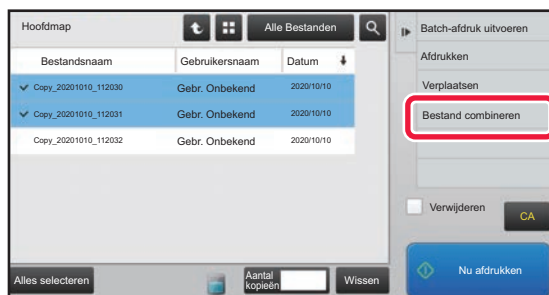 Hoofdmap
Alle Bestanden
Bestandsnaam Gebruikersnaam Datum
Copy_20201010_112030 Gebr. Onbekend 2020/10/10
Copy_20201010_112031 Gebr. Onbekend 2020/10/10
Copy_20201010_112032 Gebr. Onbekend 2020/10/10
Alles selecteren
Aantal
kopieën
Wissen
Batch-afdruk uitvoeren
Afdrukken
Verplaatsen
Bestand combineren
Verwijderen
CA
Nu afdrukken